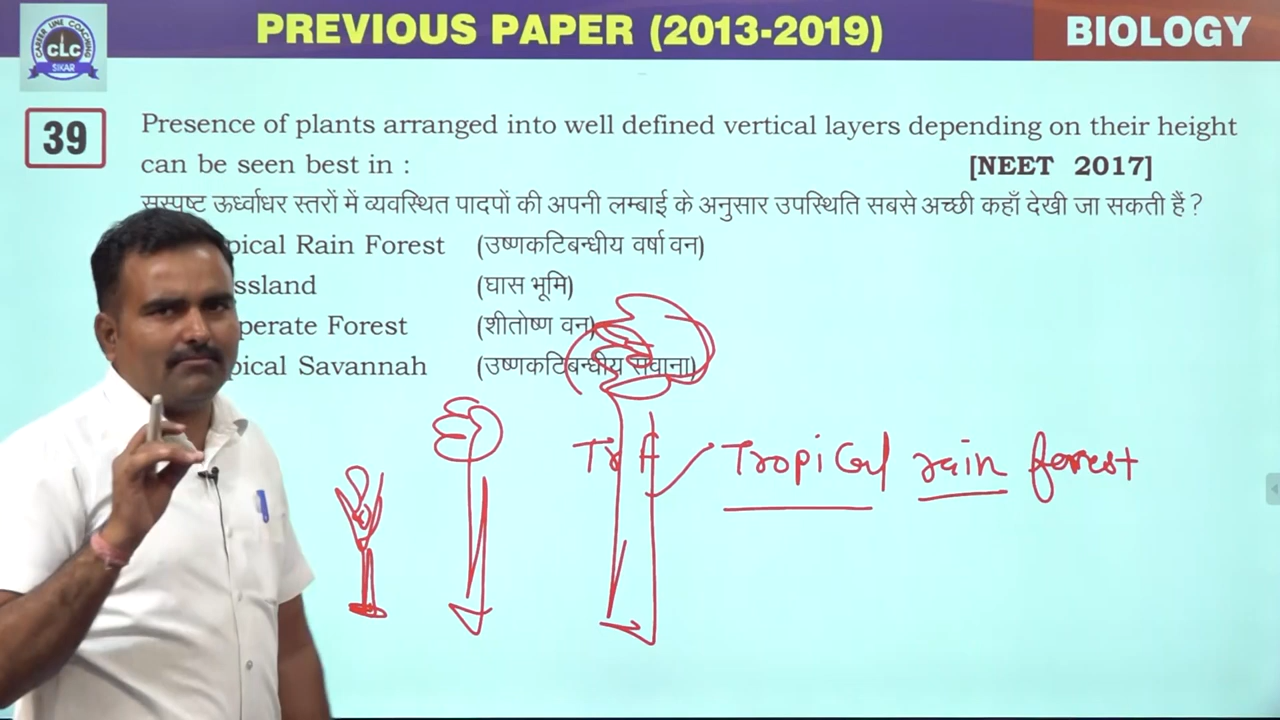 PREVIOUS PAPER (2013-2019)
BIOLOGY
CAREER LINE COACHING
CLC
SIKAR
39
Presence of plants arranged into well defined vertical layers depending on their height
can be seen best in :
[NEET 2017]
सुस्पष्ट ऊर्ध्वाधर स्तरों में व्यवस्थित पादपों की अपनी लम्बाई के अनुसार उपस्थिति सबसे अच्छी कहाँ देखी जा सकती हैं ?
pical Rain Forest (उष्णकटिबन्धीय वर्षा वन)
ssland (घास भूमि)
perate Forest (शीतोष्ण वन)
pical Savannah (उष्णकटिबन्धीय सवाना)
Tropical rain forest